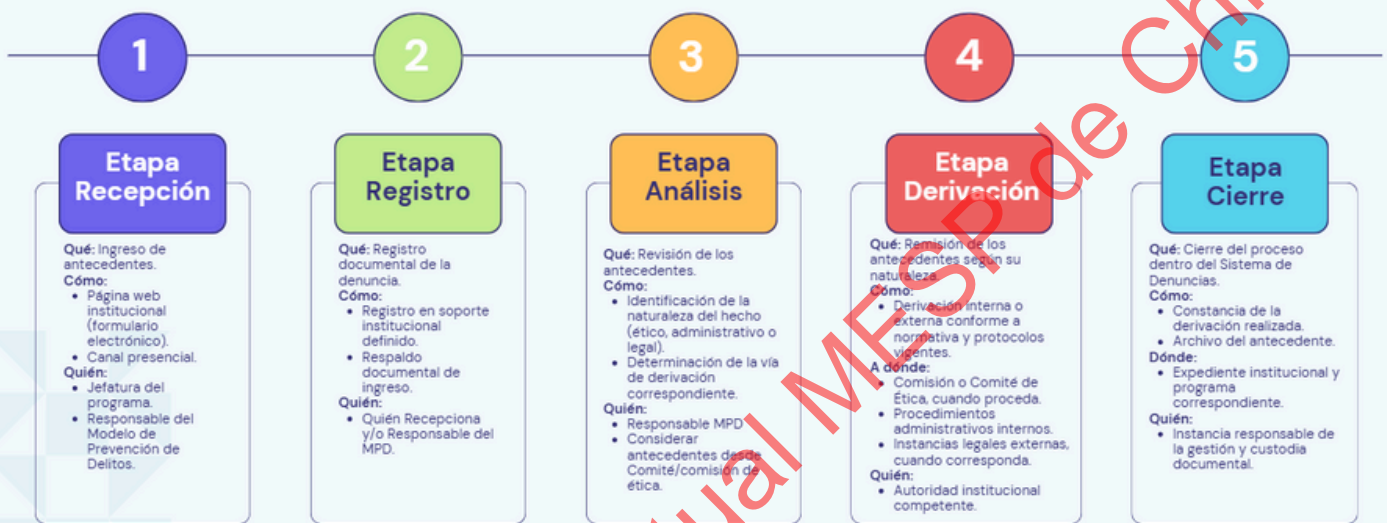 1
2
3
4
5
Etapa
Recepción
Qué: Ingreso de
antecedentes.
Cómo:
• Página web
institucional
(formulario
electrónico).
• Canal presencial.
Quién:
• Jefatura del
programa.
• Responsable del
Modelo de
Prevención de
Delitos.
Etapa
Registro
Qué: Registro
documental de la
denuncia.
Cómo:
• Registro en soporte
institucional
definido.
• Respaldo
documental de
ingreso.
Quién:
• Quién Recepciona
y/o Responsable del
MPD.
Etapa
Análisis
Qué: Revisión de los
antecedentes.
Cómo:
• Identificación de la
naturaleza del hecho
(ético, administrativo o
legal).
• Determinación de la vía
de derivación
correspondiente.
Quién:
• Responsable MPD
• Considerar
antecedentes desde
Comité/comisión de
ética.
Etapa
Derivación
Qué: Remisión de los
antecedentes según su
naturaleza.
Cómo:
• Derivación interna o
externa conforme a
normativa y protocolos
vigentes.
A dónde:
• Comisión o Comité de
Ética, cuando proceda.
• Procedimientos
administrativos internos.
• Instancias legales externas,
cuando corresponda.
Quién:
• Autoridad institucional
competente.
Etapa
Cierre
Qué: Cierre del proceso
dentro del Sistema de
Denuncias.
Cómo:
• Constancia de la
derivación realizada.
• Archivo del antecedente.
Dónde:
• Expediente institucional y
programa
correspondiente.
Quién:
• Instancia responsable de
la gestión y custodia
documental.
MESP de